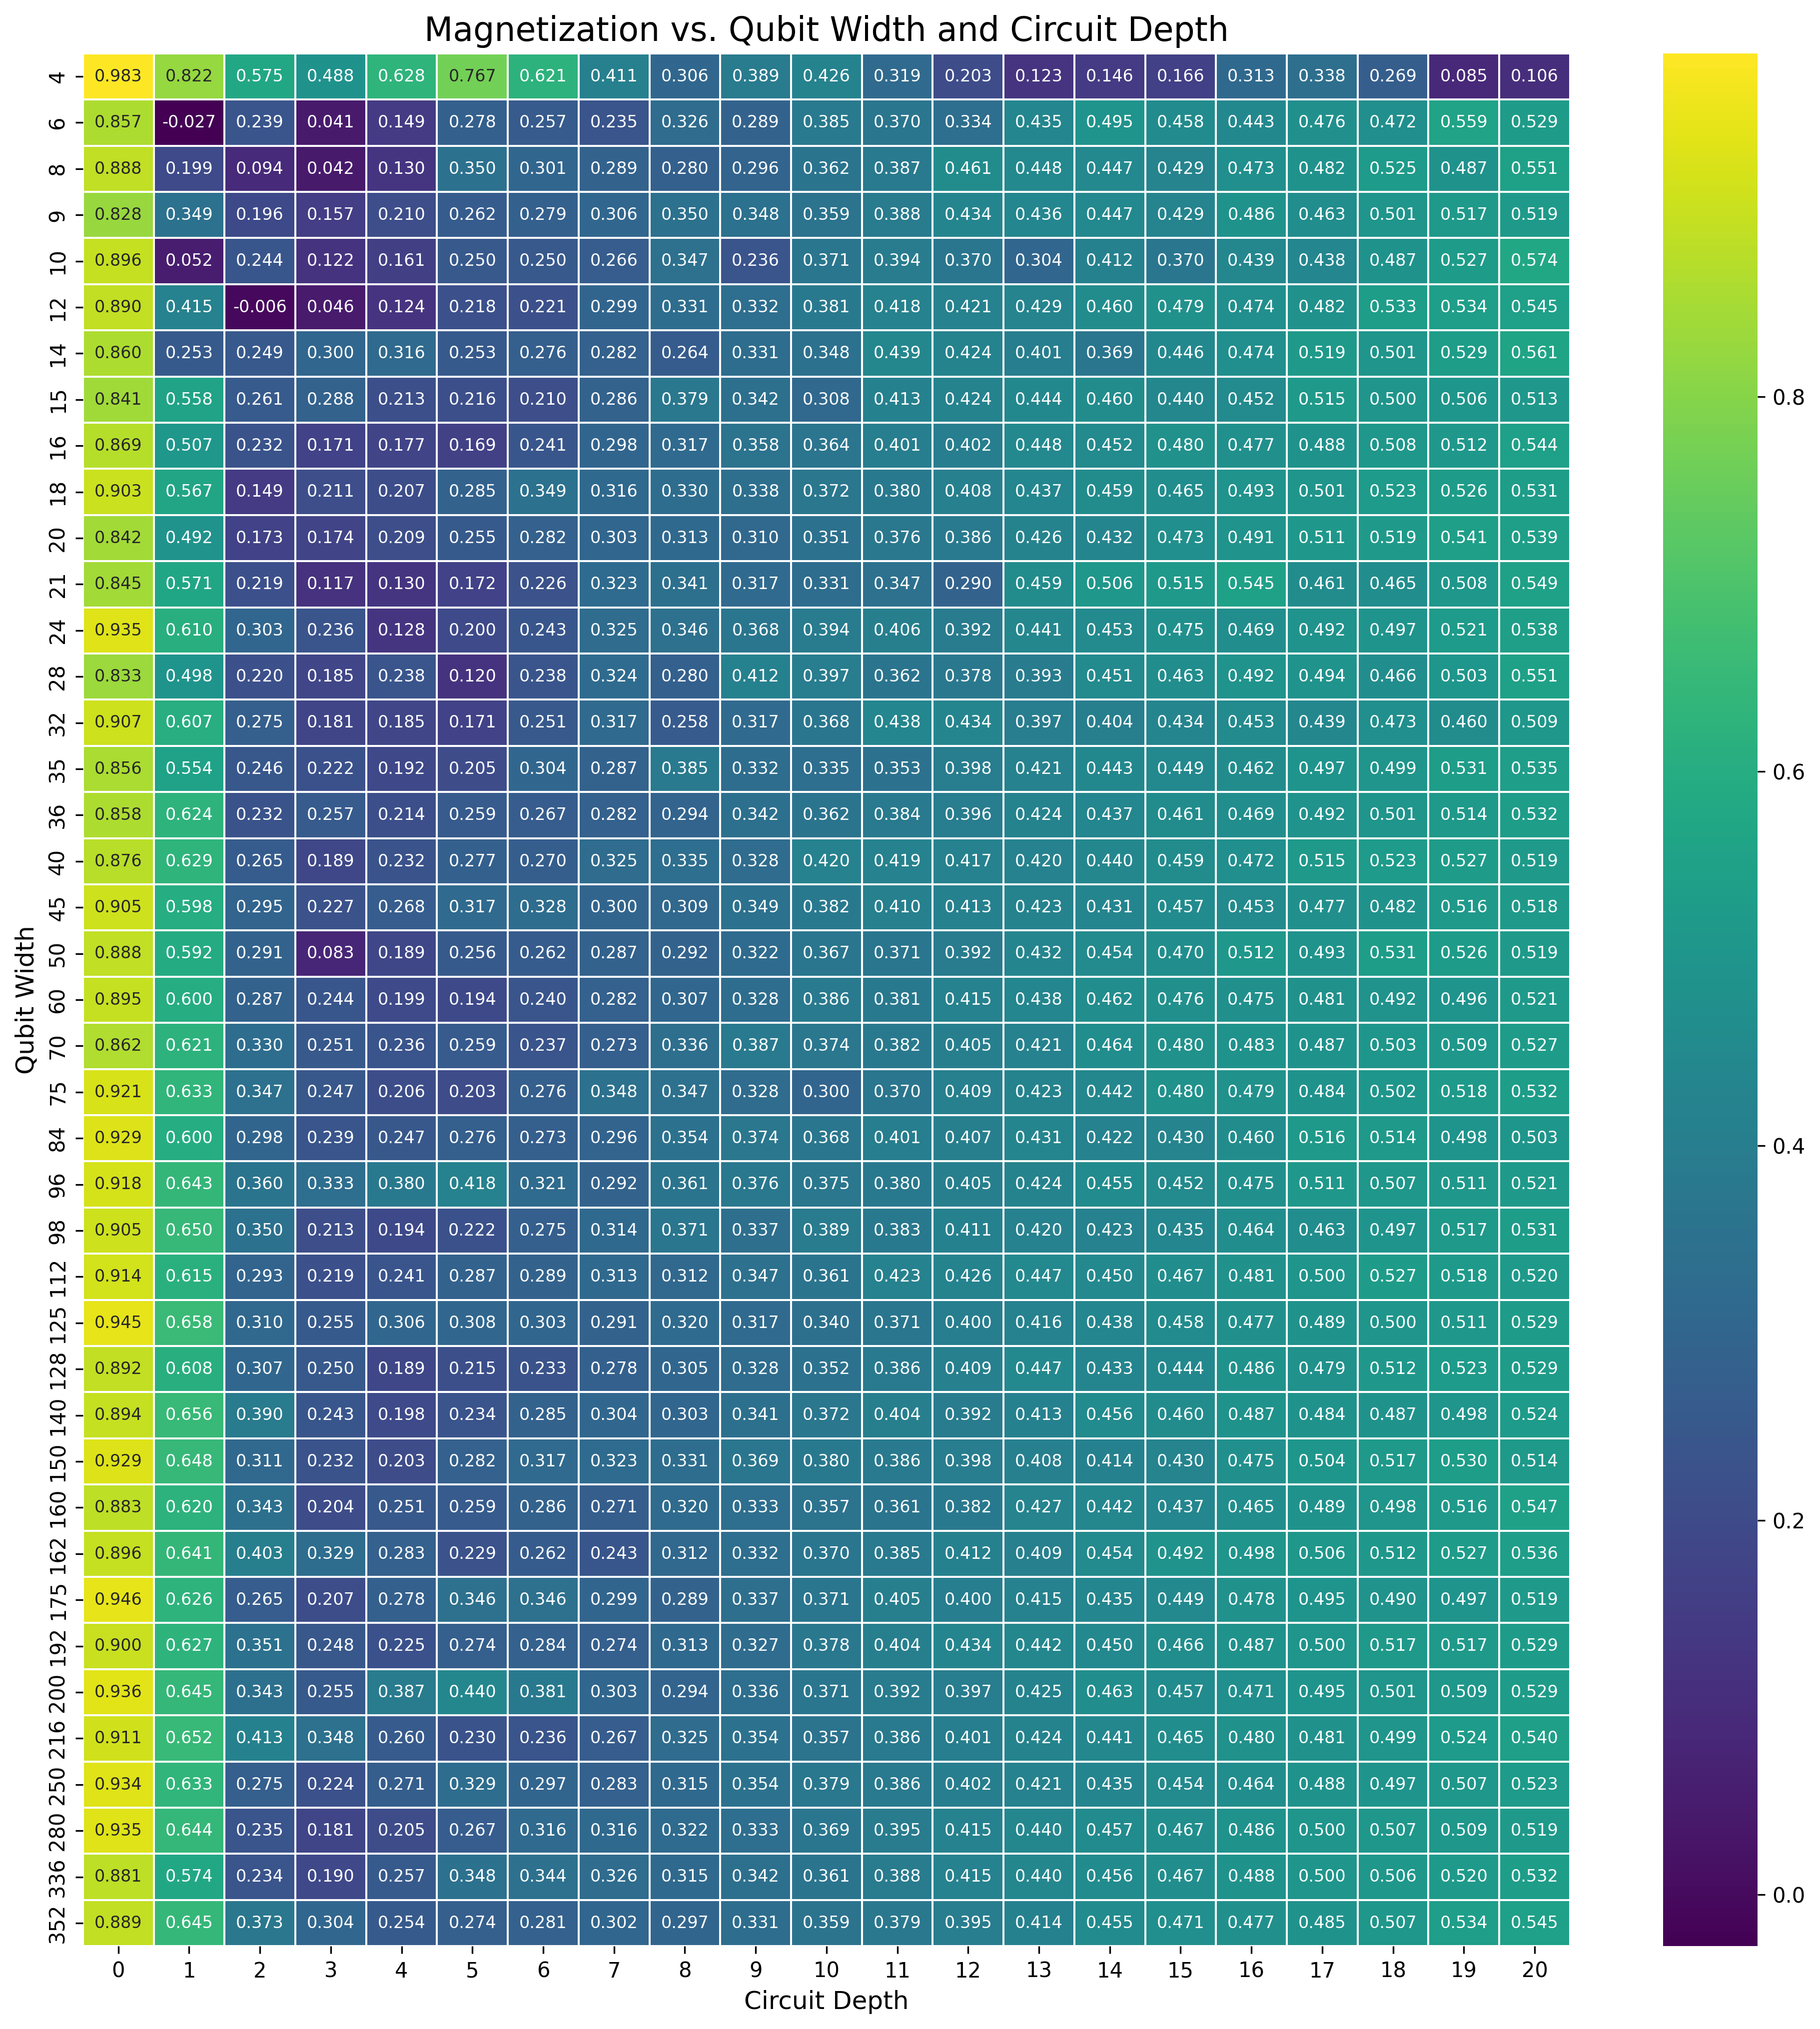 Magnetization vs. Qubit Width and Circuit Depth
4 0.983 0.822 0.575 0.488 0.628 0.767 0.621 0.411 0.306 0.389 0.426 0.319 0.203 0.123 0.146 0.166 0.313 0.338 0.269 0.085 0.106
6 0.857 -0.027 0.239 0.041 0.149 0.278 0.257 0.235 0.326 0.289 0.385 0.370 0.334 0.435 0.495 0.458 0.443 0.476 0.472 0.559 0.529
8 0.888 0.199 0.094 0.042 0.130 0.350 0.301 0.289 0.280 0.296 0.362 0.387 0.461 0.448 0.447 0.429 0.473 0.482 0.525 0.487 0.551
9 0.828 0.349 0.196 0.157 0.210 0.262 0.279 0.306 0.350 0.348 0.359 0.388 0.434 0.436 0.447 0.429 0.486 0.463 0.501 0.517 0.519
10 0.896 0.052 0.244 0.122 0.161 0.250 0.250 0.266 0.347 0.236 0.371 0.394 0.370 0.304 0.412 0.370 0.439 0.438 0.487 0.527 0.574
12 0.890 0.415 -0.006 0.046 0.124 0.218 0.221 0.299 0.331 0.332 0.381 0.418 0.421 0.429 0.460 0.479 0.474 0.482 0.533 0.534 0.545
14 0.860 0.253 0.249 0.300 0.316 0.253 0.276 0.282 0.264 0.331 0.348 0.439 0.424 0.401 0.369 0.446 0.474 0.519 0.501 0.529 0.561
15 0.841 0.558 0.261 0.288 0.213 0.216 0.210 0.286 0.379 0.342 0.308 0.413 0.424 0.444 0.460 0.440 0.452 0.515 0.500 0.506 0.513
16 0.869 0.507 0.232 0.171 0.177 0.169 0.241 0.298 0.317 0.358 0.364 0.401 0.402 0.448 0.452 0.480 0.477 0.488 0.508 0.512 0.544
18 0.903 0.567 0.149 0.211 0.207 0.285 0.349 0.316 0.330 0.338 0.372 0.380 0.408 0.437 0.459 0.465 0.493 0.501 0.523 0.526 0.531
20 0.842 0.492 0.173 0.174 0.209 0.255 0.282 0.303 0.313 0.310 0.351 0.376 0.386 0.426 0.432 0.473 0.491 0.511 0.519 0.541 0.539
21 0.845 0.571 0.219 0.117 0.130 0.172 0.226 0.323 0.341 0.317 0.331 0.347 0.290 0.459 0.506 0.515 0.545 0.461 0.465 0.508 0.549
24 0.935 0.610 0.303 0.236 0.128 0.200 0.243 0.325 0.346 0.368 0.394 0.406 0.392 0.441 0.453 0.475 0.469 0.492 0.497 0.521 0.538
28 0.833 0.498 0.220 0.185 0.238 0.120 0.238 0.324 0.280 0.412 0.397 0.362 0.378 0.393 0.451 0.463 0.492 0.494 0.466 0.503 0.551
32 0.907 0.607 0.275 0.181 0.185 0.171 0.251 0.317 0.258 0.317 0.368 0.438 0.434 0.397 0.404 0.434 0.453 0.439 0.473 0.460 0.509
35 0.856 0.554 0.246 0.222 0.192 0.205 0.304 0.287 0.385 0.332 0.335 0.353 0.398 0.421 0.443 0.449 0.462 0.497 0.499 0.531 0.535
36 0.858 0.624 0.232 0.257 0.214 0.259 0.267 0.282 0.294 0.342 0.362 0.384 0.396 0.424 0.437 0.461 0.469 0.492 0.501 0.514 0.532
40 0.876 0.629 0.265 0.189 0.232 0.277 0.270 0.325 0.335 0.328 0.420 0.419 0.417 0.420 0.440 0.459 0.472 0.515 0.523 0.527 0.519
45 0.905 0.598 0.295 0.227 0.268 0.317 0.328 0.300 0.309 0.349 0.382 0.410 0.413 0.423 0.431 0.457 0.453 0.477 0.482 0.516 0.518
50 0.888 0.592 0.291 0.083 0.189 0.256 0.262 0.287 0.292 0.322 0.367 0.371 0.392 0.432 0.454 0.470 0.512 0.493 0.531 0.526 0.519
60 0.895 0.600 0.287 0.244 0.199 0.194 0.240 0.282 0.307 0.328 0.386 0.381 0.415 0.438 0.462 0.476 0.475 0.481 0.492 0.496 0.521
70 0.862 0.621 0.330 0.251 0.236 0.259 0.237 0.273 0.336 0.387 0.374 0.382 0.405 0.421 0.464 0.480 0.483 0.487 0.503 0.509 0.527
75 0.921 0.633 0.347 0.247 0.206 0.203 0.276 0.348 0.347 0.328 0.300 0.370 0.409 0.423 0.442 0.480 0.479 0.484 0.502 0.518 0.532
84 0.929 0.600 0.298 0.239 0.247 0.276 0.273 0.296 0.354 0.374 0.368 0.401 0.407 0.431 0.422 0.430 0.460 0.516 0.514 0.498 0.503
96 0.918 0.643 0.360 0.333 0.380 0.418 0.321 0.292 0.361 0.376 0.375 0.380 0.405 0.424 0.455 0.452 0.475 0.511 0.507 0.511 0.521
98 0.905 0.650 0.350 0.213 0.194 0.222 0.275 0.314 0.371 0.337 0.389 0.383 0.411 0.420 0.423 0.435 0.464 0.463 0.497 0.517 0.531
112 0.914 0.615 0.293 0.219 0.241 0.287 0.289 0.313 0.312 0.347 0.361 0.423 0.426 0.447 0.450 0.467 0.481 0.500 0.527 0.518 0.520
125 0.945 0.658 0.310 0.255 0.306 0.308 0.303 0.291 0.320 0.317 0.340 0.371 0.400 0.416 0.438 0.458 0.477 0.489 0.500 0.511 0.529
128 0.892 0.608 0.307 0.250 0.189 0.215 0.233 0.278 0.305 0.328 0.352 0.386 0.409 0.447 0.433 0.444 0.486 0.479 0.512 0.523 0.529
140 0.894 0.656 0.390 0.243 0.198 0.234 0.285 0.304 0.303 0.341 0.372 0.404 0.392 0.413 0.456 0.460 0.487 0.484 0.487 0.498 0.524
150 0.929 0.648 0.311 0.232 0.203 0.282 0.317 0.323 0.331 0.369 0.380 0.386 0.398 0.408 0.414 0.430 0.475 0.504 0.517 0.530 0.514
160 0.883 0.620 0.343 0.204 0.251 0.259 0.286 0.271 0.320 0.333 0.357 0.361 0.382 0.427 0.442 0.437 0.465 0.489 0.498 0.516 0.547
162 0.896 0.641 0.403 0.329 0.283 0.229 0.262 0.243 0.312 0.332 0.370 0.385 0.412 0.409 0.454 0.492 0.498 0.506 0.512 0.527 0.536
175 0.946 0.626 0.265 0.207 0.278 0.346 0.346 0.299 0.289 0.337 0.371 0.405 0.400 0.415 0.435 0.449 0.478 0.495 0.490 0.497 0.519
192 0.900 0.627 0.351 0.248 0.225 0.274 0.284 0.274 0.313 0.327 0.378 0.404 0.434 0.442 0.450 0.466 0.487 0.500 0.517 0.517 0.529
200 0.936 0.645 0.343 0.255 0.387 0.440 0.381 0.303 0.294 0.336 0.371 0.392 0.397 0.425 0.463 0.457 0.471 0.495 0.501 0.509 0.529
216 0.911 0.652 0.413 0.348 0.260 0.230 0.236 0.267 0.325 0.354 0.357 0.386 0.401 0.424 0.441 0.465 0.480 0.481 0.499 0.524 0.540
250 0.934 0.633 0.275 0.224 0.271 0.329 0.297 0.283 0.315 0.354 0.379 0.386 0.402 0.421 0.435 0.454 0.464 0.488 0.497 0.507 0.523
280 0.935 0.644 0.235 0.181 0.205 0.267 0.316 0.316 0.322 0.333 0.369 0.395 0.415 0.440 0.457 0.467 0.486 0.500 0.507 0.509 0.519
336 0.881 0.574 0.234 0.190 0.257 0.348 0.344 0.326 0.315 0.342 0.361 0.388 0.415 0.440 0.456 0.467 0.488 0.500 0.506 0.520 0.532
352 0.889 0.645 0.373 0.304 0.254 0.274 0.281 0.302 0.297 0.331 0.359 0.379 0.395 0.414 0.455 0.471 0.477 0.485 0.507 0.534 0.545
0 1 2 3 4 5 6 7 8 9 10 11 12 13 14 15 16 17 18 19 20
Circuit Depth
Qubit Width
0.8
0.6
0.4
0.2
0.0